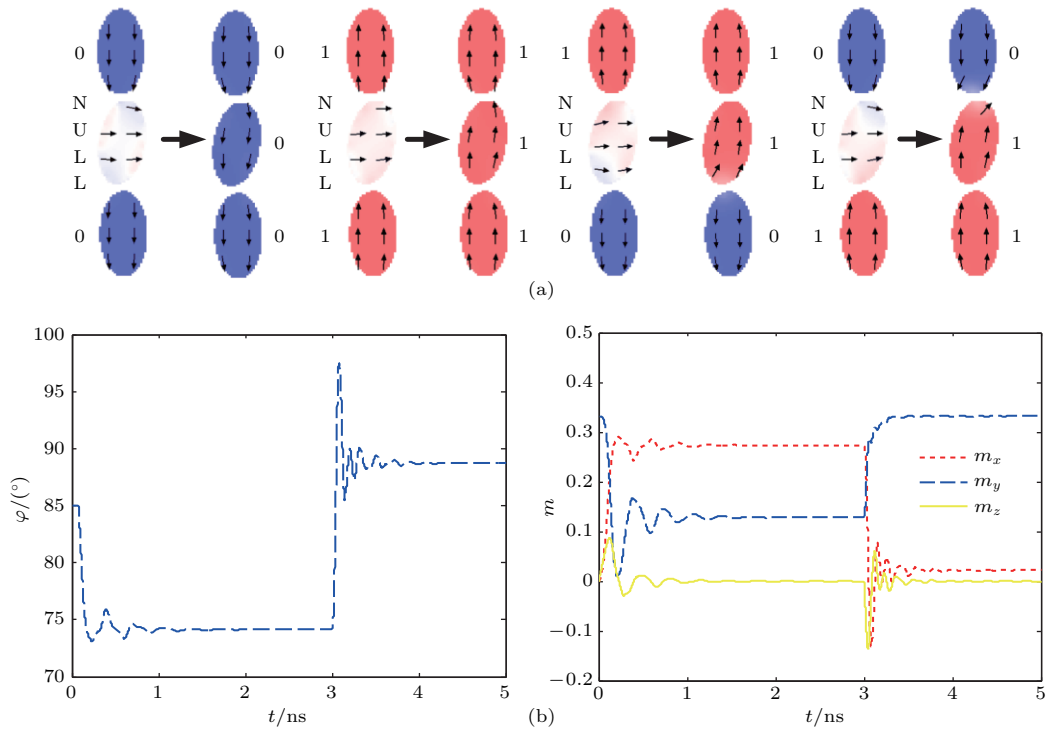 0 0 1 1 1 1 0 0
N U L L 0 N U L L 1 N U L L 1 N U L L 1
0 0 1 1 0 0 1 1
(a)
100
95
90
85
80
75
70
φ/(°)
0 1 2 3 4 5
t/ns
0.5
0.4
0.3
0.2
0.1
0
-0.1
-0.2
m
m_x
m_y
m_z
0 1 2 3 4 5
t/ns
(b)